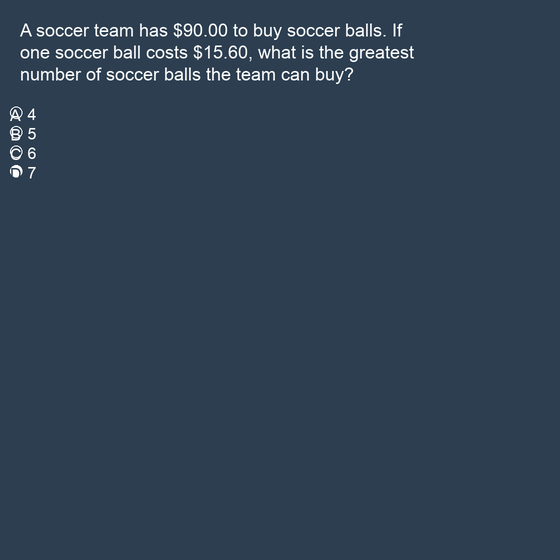 A soccer team has $90.00 to buy soccer balls. If
one soccer ball costs $15.60, what is the greatest
number of soccer balls the team can buy?
A 4
B 5
C 6
D 7